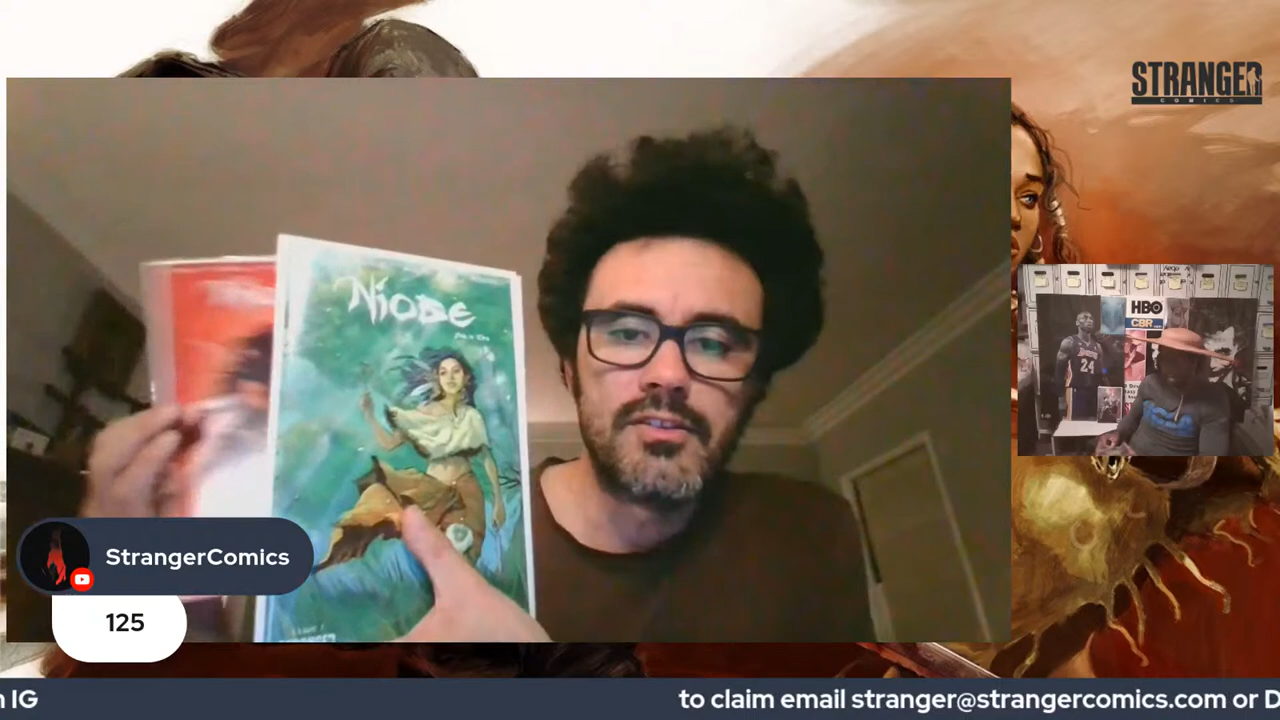 STRANGER
COMICS
NIOBE
HBO
CBR
24
StrangerComics
125
n IG
to claim email stranger@strangercomics.com or D